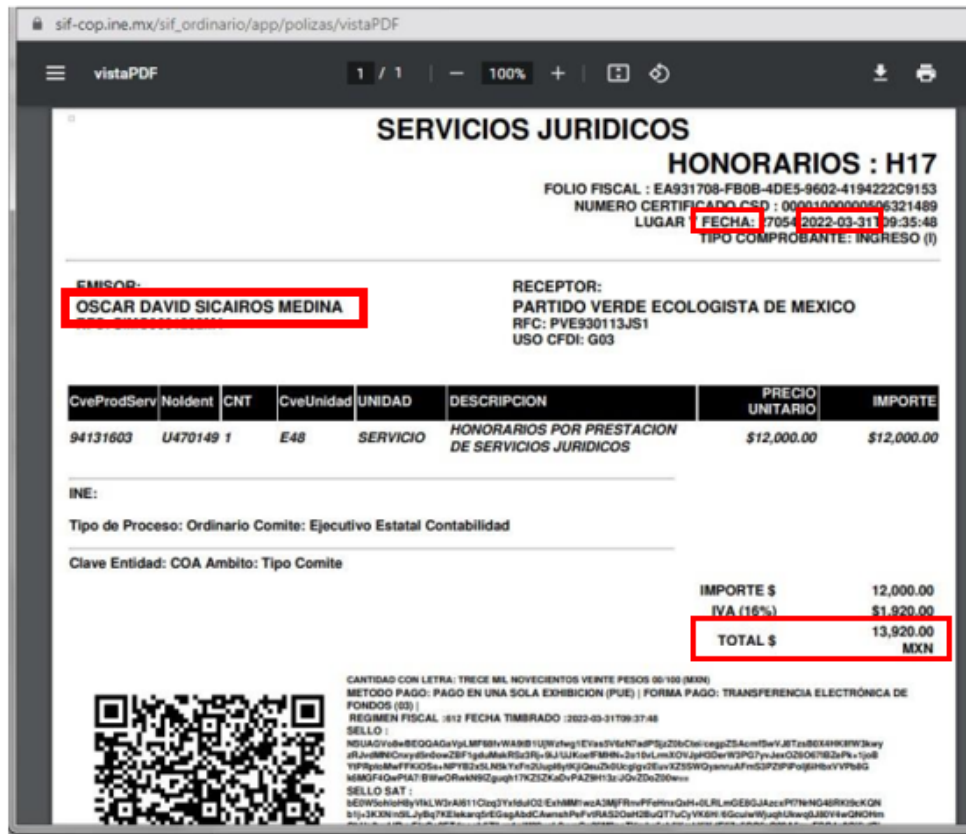 sif-cop.ine.mx/sif_ordinario/app/polizas/vistaPDF
vistaPDF 1 / 1 100%
SERVICIOS JURIDICOS
HONORARIOS : H17
FOLIO FISCAL : EA931708-FB0B-4DE5-9602-4194222C9153
NUMERO CERTIFICADO CSD : 00001000000506321489
LUGAR Y FECHA: 27054 2022-03-31T09:35:48
TIPO COMPROBANTE: INGRESO (I)
EMISOR:
OSCAR DAVID SICAIROS MEDINA
RECEPTOR:
PARTIDO VERDE ECOLOGISTA DE MEXICO
RFC: PVE930113JS1
USO CFDI: G03
CveProdServ NoIdent CNT CveUnidad UNIDAD DESCRIPCION PRECIO UNITARIO IMPORTE
94131603 U470149 1 E48 SERVICIO HONORARIOS POR PRESTACION DE SERVICIOS JURIDICOS $12,000.00 $12,000.00
INE:
Tipo de Proceso: Ordinario Comite: Ejecutivo Estatal Contabilidad
Clave Entidad: COA Ambito: Tipo Comite
IMPORTE $ 12,000.00
IVA (16%) $1,920.00
TOTAL $ 13,920.00 MXN
CANTIDAD CON LETRA: TRECE MIL NOVECIENTOS VEINTE PESOS 00/100 (MXN)
METODO PAGO: PAGO EN UNA SOLA EXHIBICION (PUE) | FORMA PAGO: TRANSFERENCIA ELECTRÓNICA DE
FONDOS (03) |
REGIMEN FISCAL :612 FECHA TIMBRADO :2022-03-31T09:37:48
SELLO :
SELLO SAT :